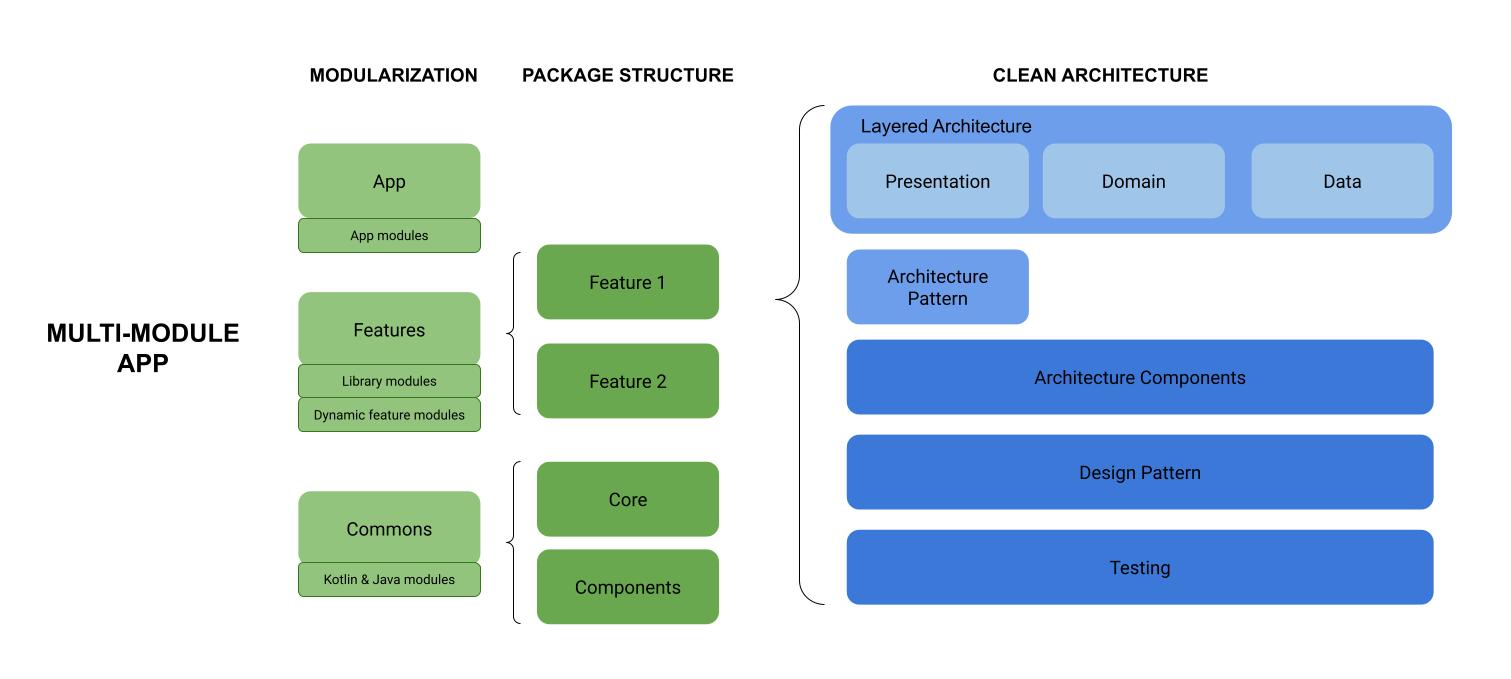 MODULARIZATION
PACKAGE STRUCTURE
CLEAN ARCHITECTURE
MULTI-MODULE
APP
App
App modules
Features
Library modules
Dynamic feature modules
Commons
Kotlin & Java modules
Feature 1
Feature 2
Core
Components
Layered Architecture
Presentation
Domain
Data
Architecture
Pattern
Architecture Components
Design Pattern
Testing